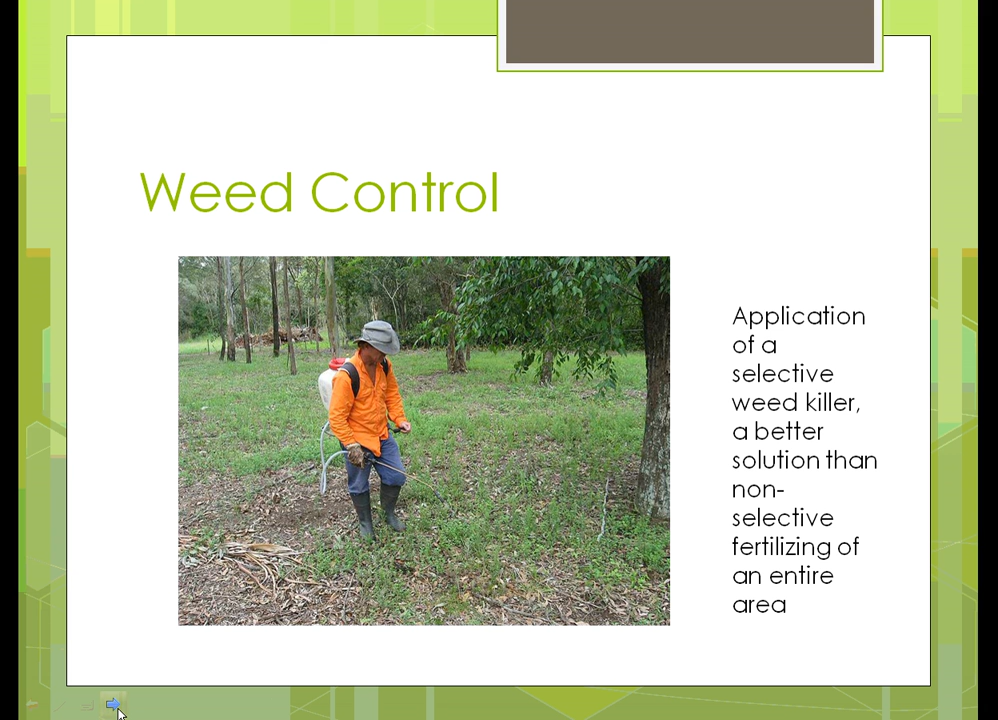 Weed Control
Application
of a
selective
weed killer,
a better
solution than
non-
selective
fertilizing of
an entire
area